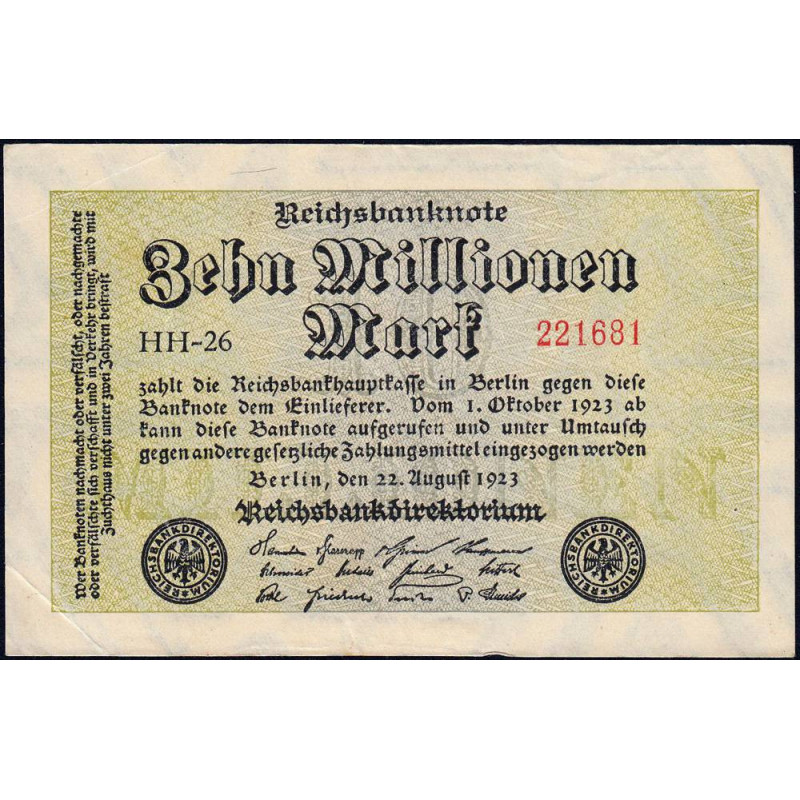 Reichsbanknote
Zehn Millionen
Mark
HH-26
221681
zahlt die Reichsbankhauptkasse in Berlin gegen diese
Banknote dem Einlieferer. Vom 1. Oktober 1923 ab
kann diese Banknote aufgerufen und unter Umtausch
gegen andere gesetzliche Zahlungsmittel eingezogen werden
Berlin, den 22. August 1923
Reichsbankdirektorium
REICHSBANKDIREKTORIUM
REICHSBANKDIREKTORIUM
Wer Banknoten nachmacht oder verfälscht, oder nachgemachte
oder verfälschte sich verschafft und in Verkehr bringt, wird mit
Zuchthaus nicht unter zwei Jahren bestraft